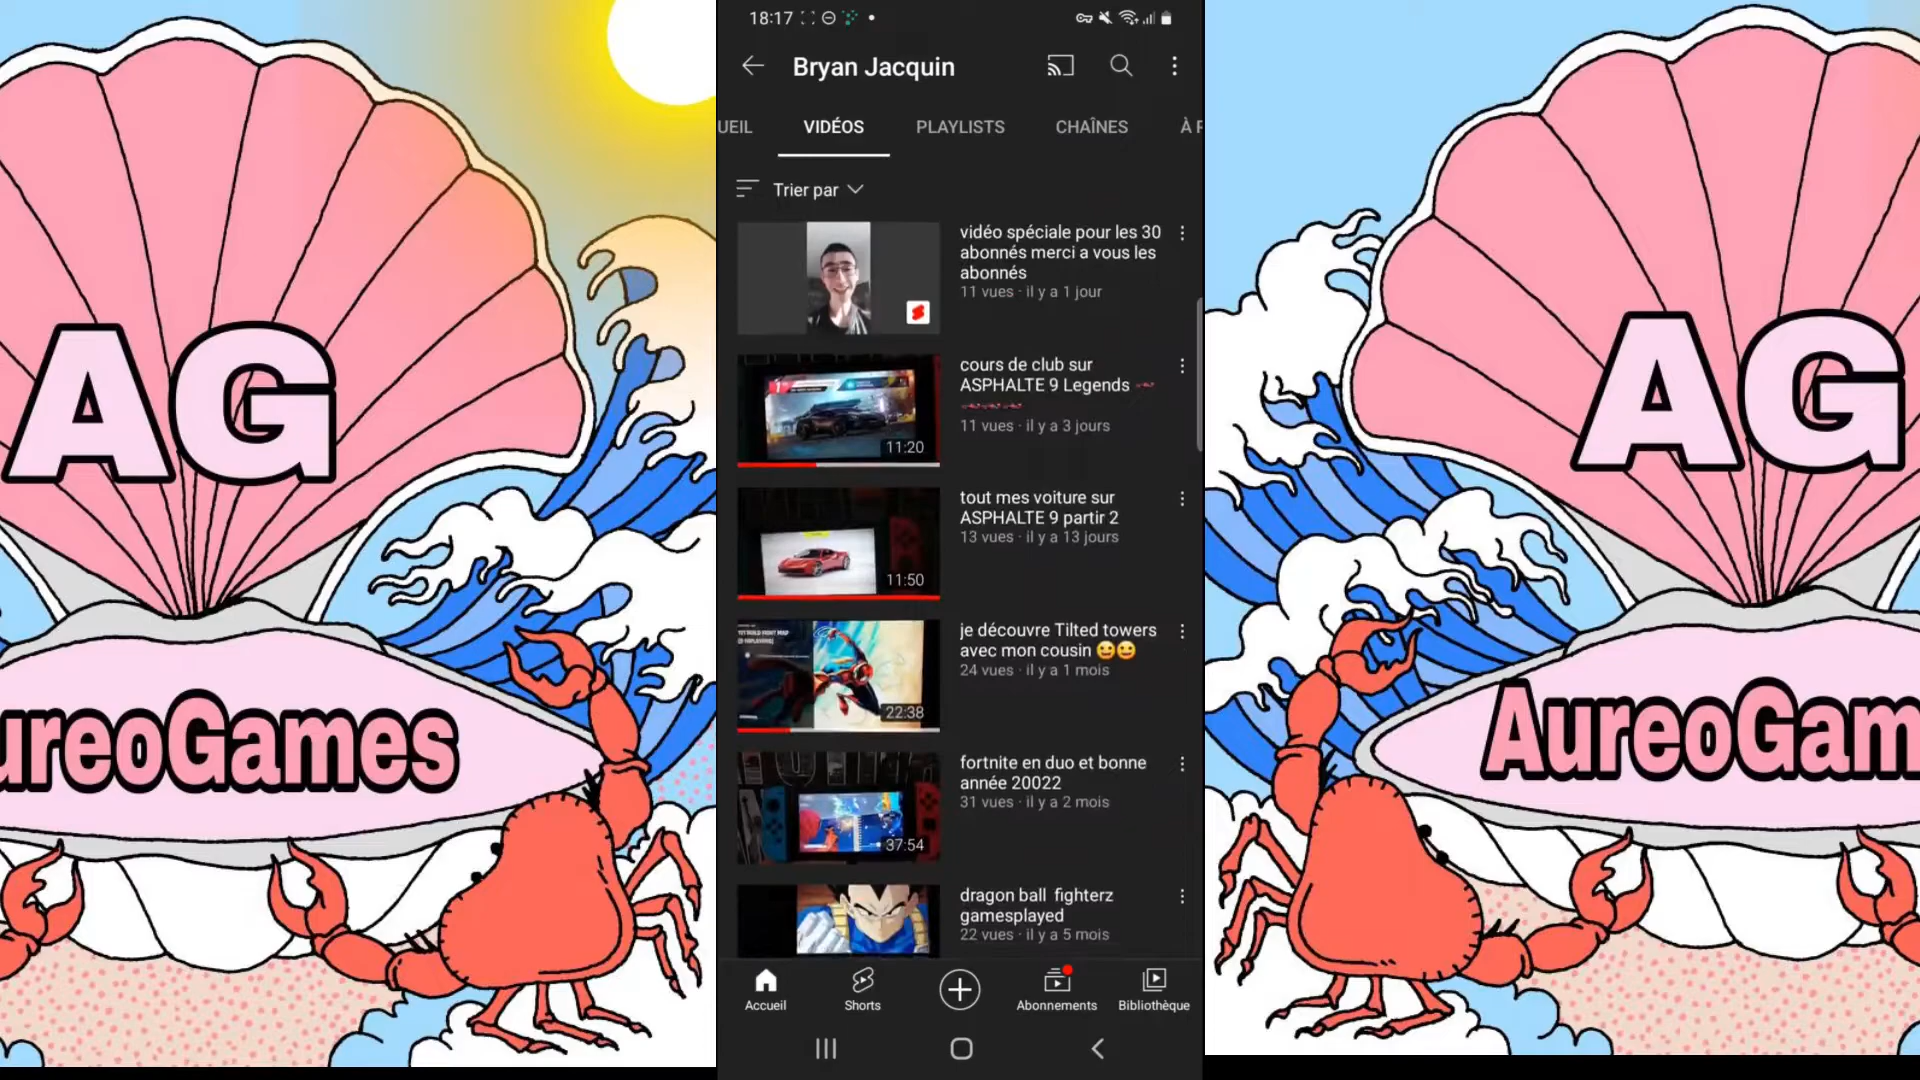 18:17
Bryan Jacquin
UEIL VIDÉOS PLAYLISTS CHAÎNES À
Trier par
vidéo spéciale pour les 30
abonnés merci a vous les
abonnés
11 vues · il y a 1 jour
cours de club sur
ASPHALTE 9 Legends
11 vues · il y a 3 jours
11:20
tout mes voiture sur
ASPHALTE 9 partir 2
13 vues · il y a 13 jours
11:50
je découvre Tilted towers
avec mon cousin 😀😀
24 vues · il y a 1 mois
22:38
fortnite en duo et bonne
année 20022
31 vues · il y a 2 mois
37:54
dragon ball fighterz
gamesplayed
22 vues · il y a 5 mois
Accueil Shorts Abonnements Bibliothèque
AG
ureoGames
AG
AureoGam